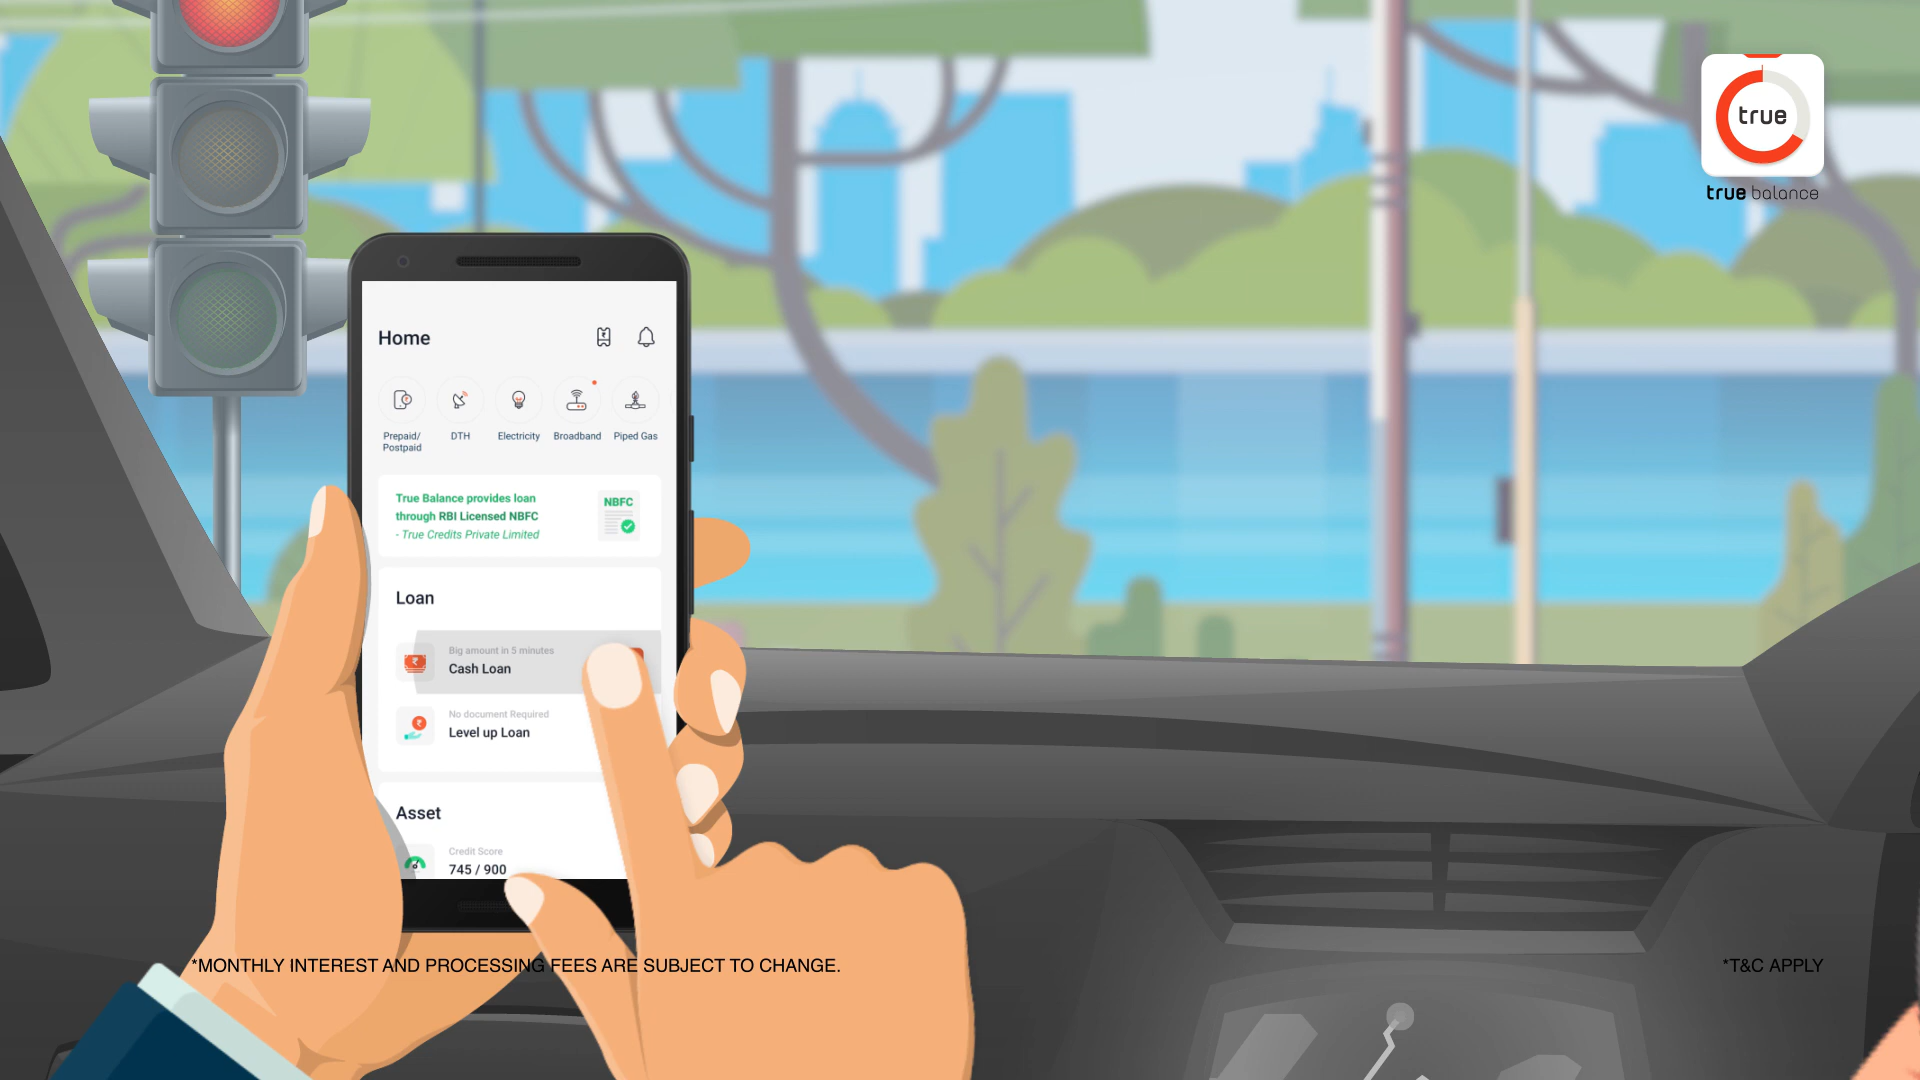 true
true balance
Home
Prepaid/
Postpaid
DTH
Electricity
Broadband
Piped Gas
True Balance provides loan
through RBI Licensed NBFC
- True Credits Private Limited
NBFC
Loan
Big amount in 5 minutes
Cash Loan
No document Required
Level up Loan
Asset
Credit Score
745 / 900
*MONTHLY INTEREST AND PROCESSING FEES ARE SUBJECT TO CHANGE.
*T&C APPLY